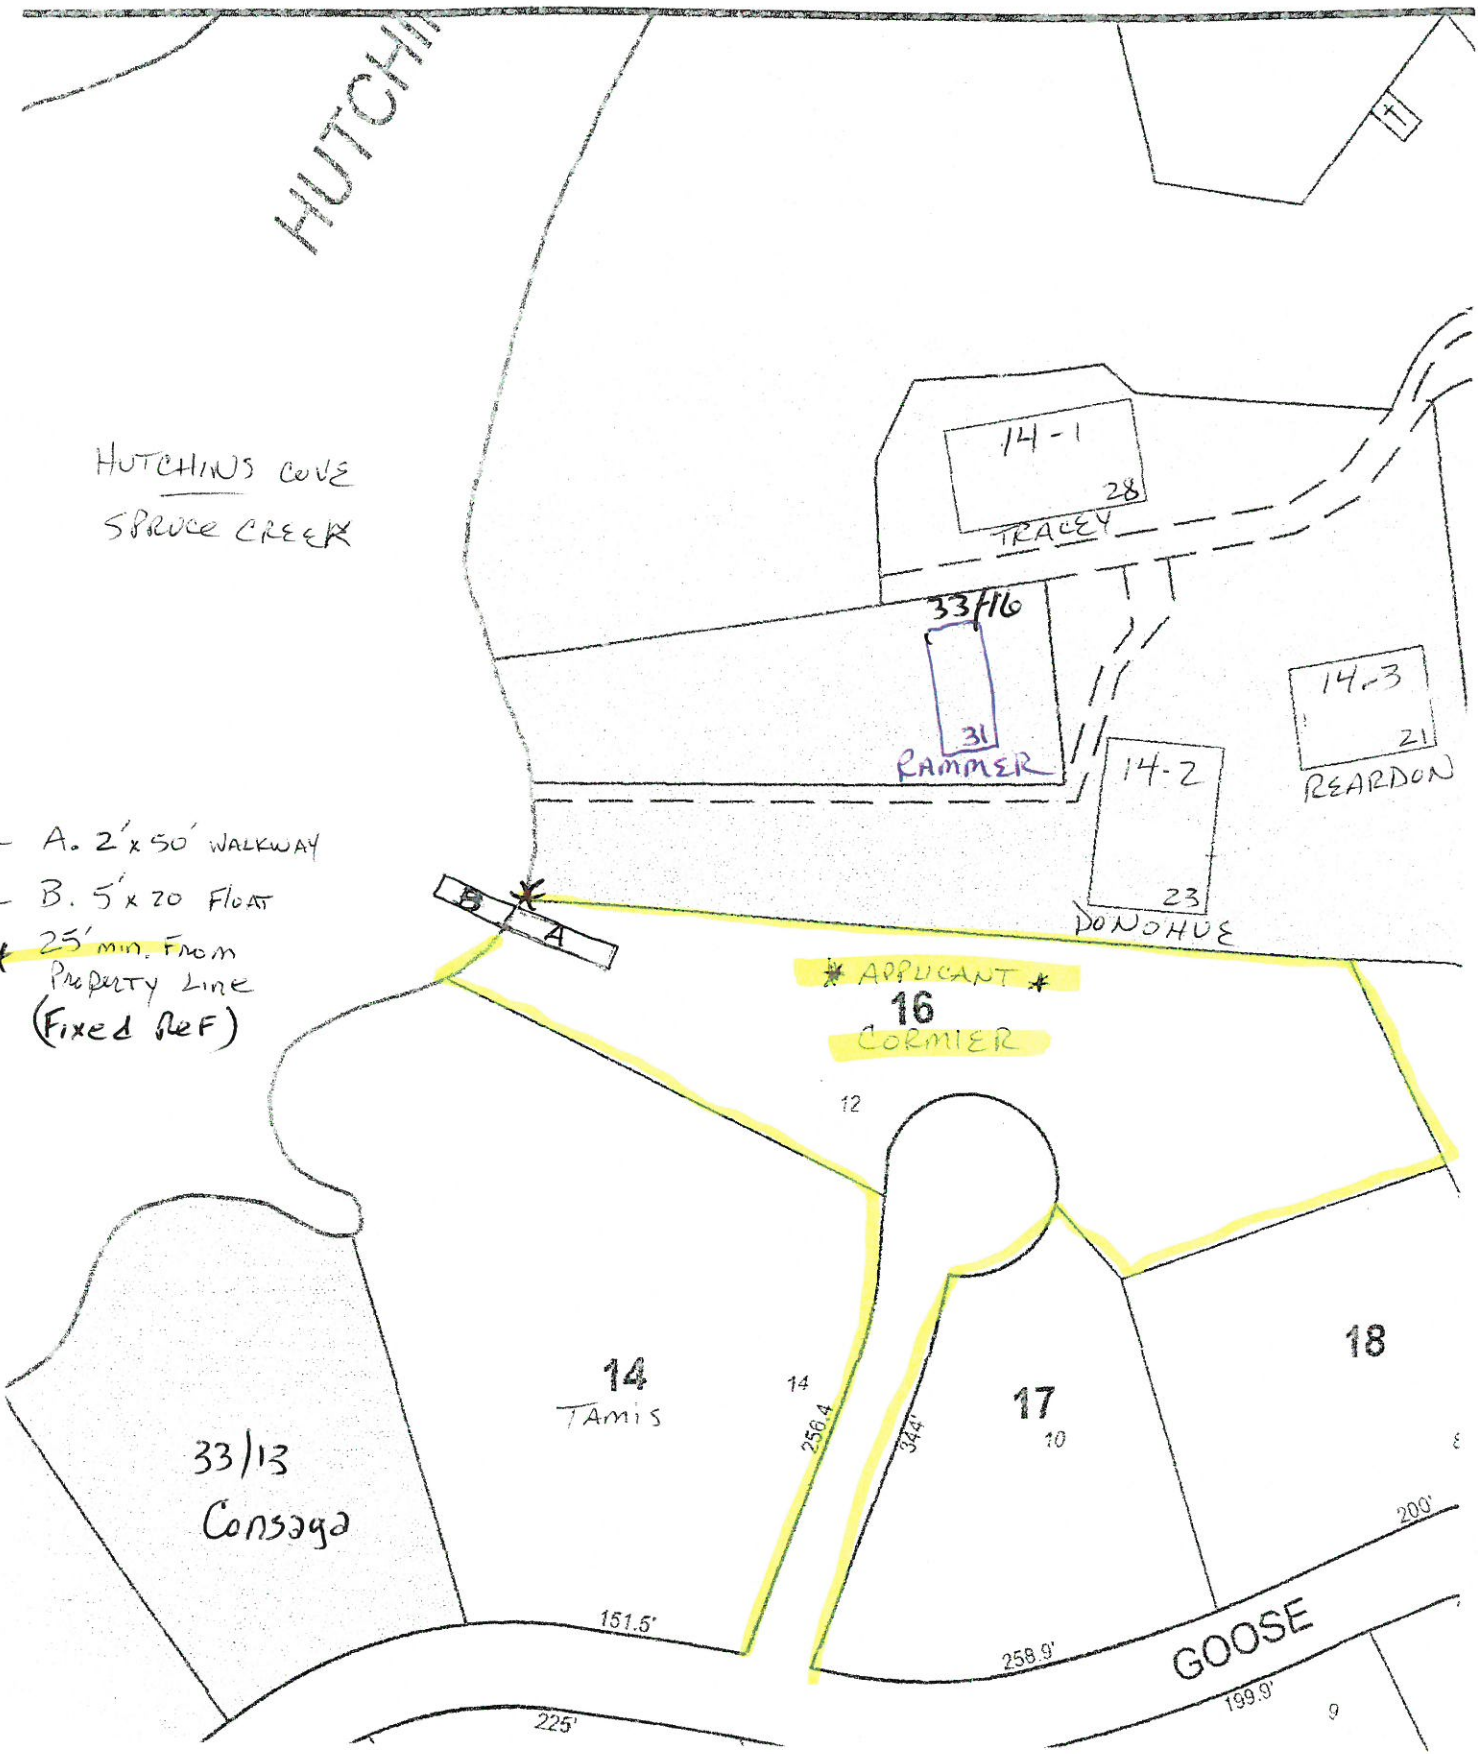 HUTCHI
14-1
28
TRACEY
HUTCHINS COVE
SPRUCE CREEK
33/16
31
RAMMER
14-3
21
REARDON
14-2
23
DONOHUE
- A. 2' x 50' WALKWAY
- B. 5' x 20 FLOAT
* 25' min. From
Property Line
(Fixed Ref)
B
A
* APPLICANT *
16
CORMIER
12
14
TAMIS
14
256.4
344'
17
10
18
33/13
Consaga
200'
151.5'
258.9'
GOOSE
225'
199.9'
9